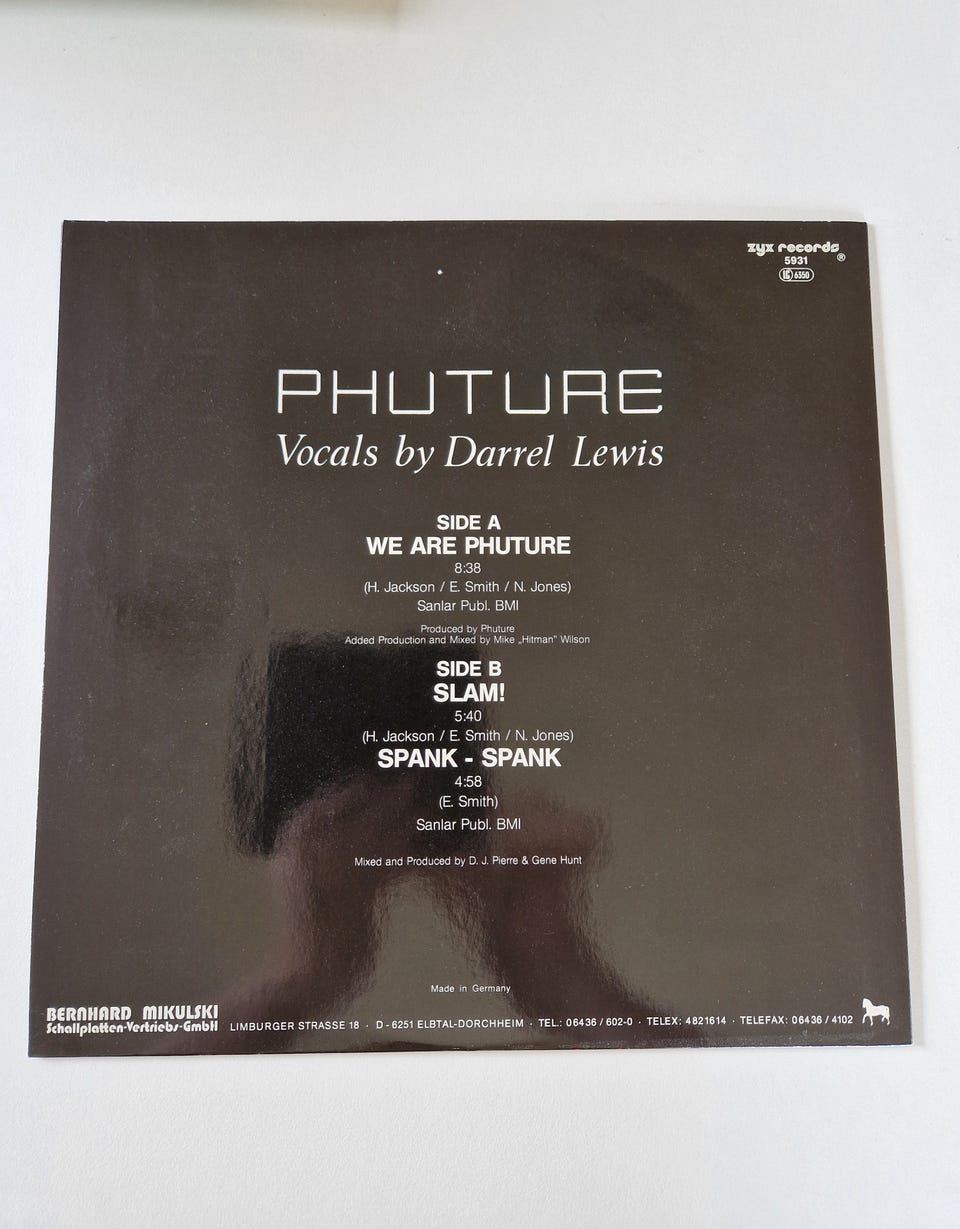 zyx records ®
5931
LC 6350
PHUTURE
Vocals by Darrel Lewis
SIDE A
WE ARE PHUTURE
8:38
(H. Jackson / E. Smith / N. Jones)
Sanlar Publ. BMI
Produced by Phuture
Added Production and Mixed by Mike „Hitman” Wilson
SIDE B
SLAM!
5:40
(H. Jackson / E. Smith / N. Jones)
SPANK - SPANK
4:58
(E. Smith)
Sanlar Publ. BMI
Mixed and Produced by D. J. Pierre & Gene Hunt
Made in Germany
BERNHARD MIKULSKI
Schallplatten-Vertriebs-GmbH
LIMBURGER STRASSE 18 · D-6251 ELBTAL-DORCHHEIM · TEL.: 06436 / 602-0 · TELEX: 4821614 · TELEFAX: 06436 / 4102